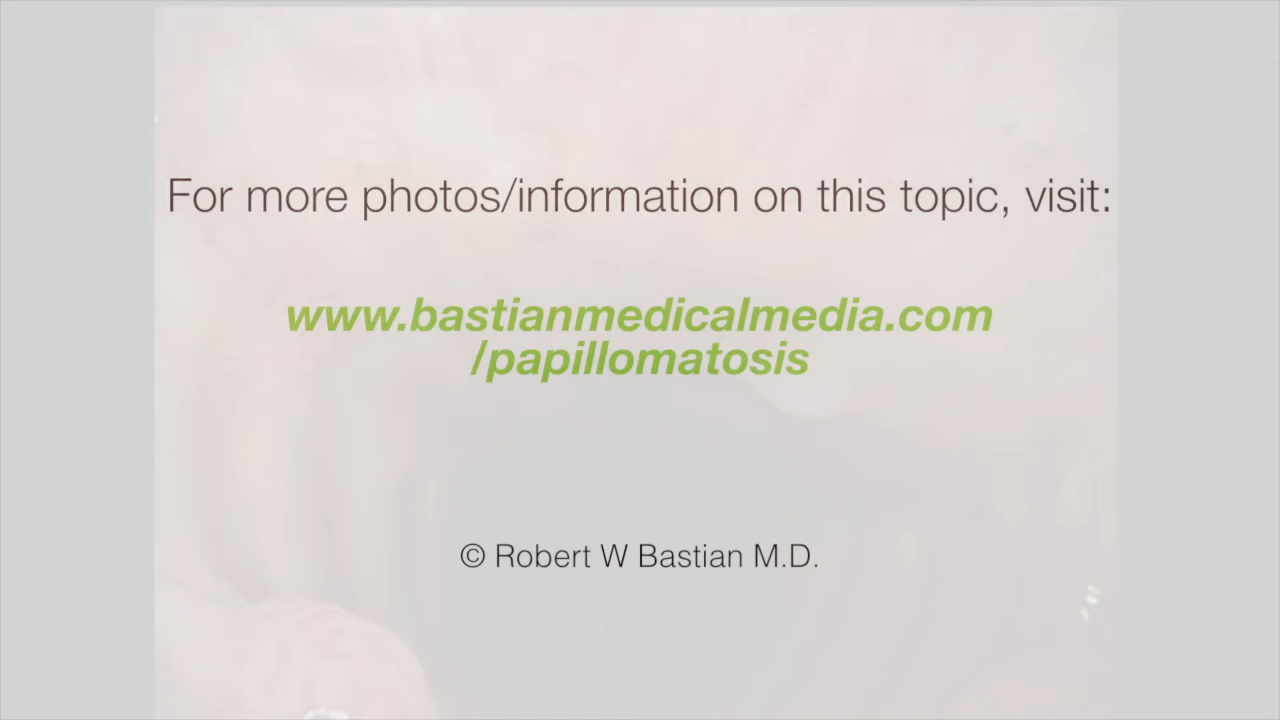 For more photos/information on this topic, visit:
www.bastianmedicalmedia.com
/papillomatosis
© Robert W Bastian M.D.